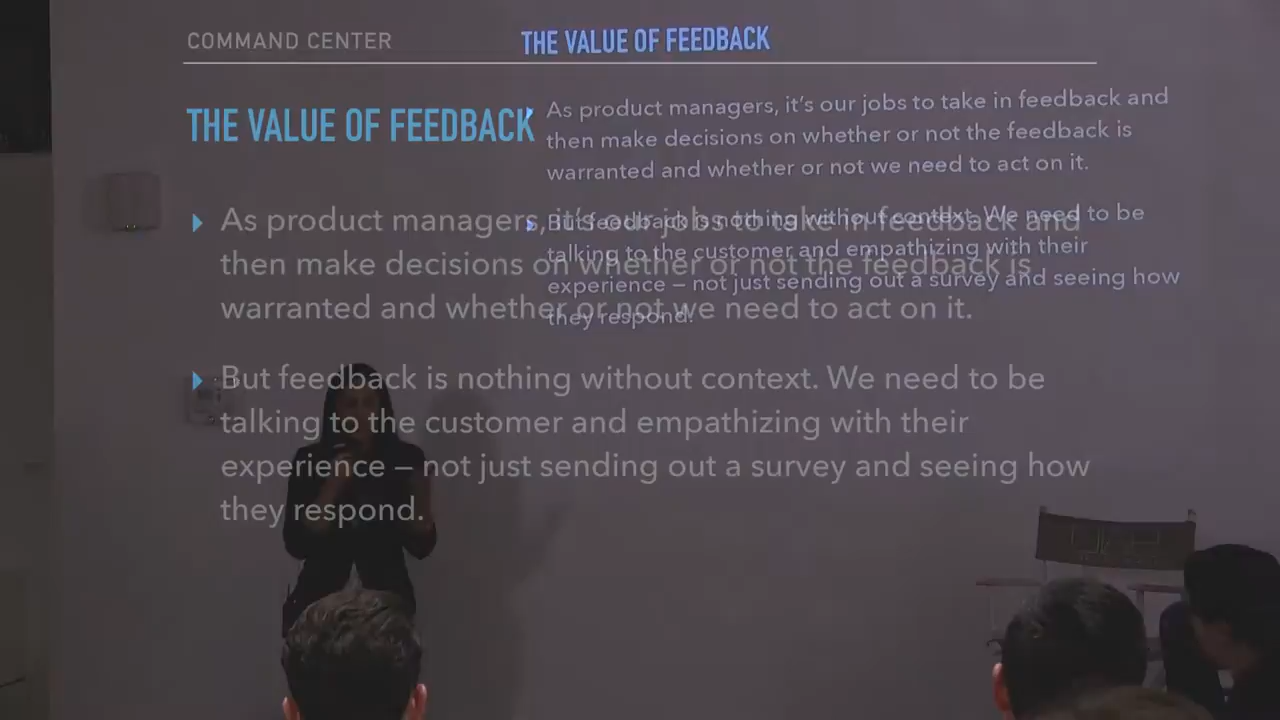 COMMAND CENTER
THE VALUE OF FEEDBACK
As product managers, it's our jobs to take in feedback and
then make decisions on whether or not the feedback is
warranted and whether or not we need to act on it.
But feedback is nothing without context. We need to be
talking to the customer and empathizing with their
experience – not just sending out a survey and seeing how
they respond.
THE VALUE OF FEEDBACK
As product managers, it's our jobs to take in feedback and
then make decisions on whether or not the feedback is
warranted and whether or not we need to act on it.
But feedback is nothing without context. We need to be
talking to the customer and empathizing with their
experience – not just sending out a survey and seeing how
they respond.